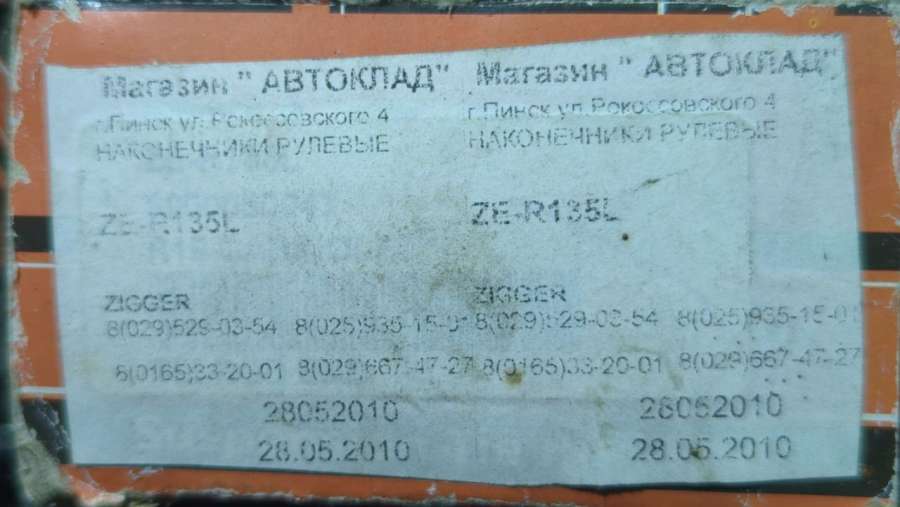 Магазин " АВТОКЛАД"
г.Пинск ул.Рокоссовского 4
НАКОНЕЧНИКИ РУЛЕВЫЕ
ZE-R135L
ZIGGER
8(029)529-03-54 8(025)935-15-01
8(0165)33-20-01 8(029)667-47-27
28052010
28.05.2010
Магазин " АВТОКЛАД"
г.Пинск ул.Рокоссовского 4
НАКОНЕЧНИКИ РУЛЕВЫЕ
ZE-R135L
ZIGGER
8(029)529-03-54 8(025)935-15-01
8(0165)33-20-01 8(029)667-47-27
28052010
28.05.2010